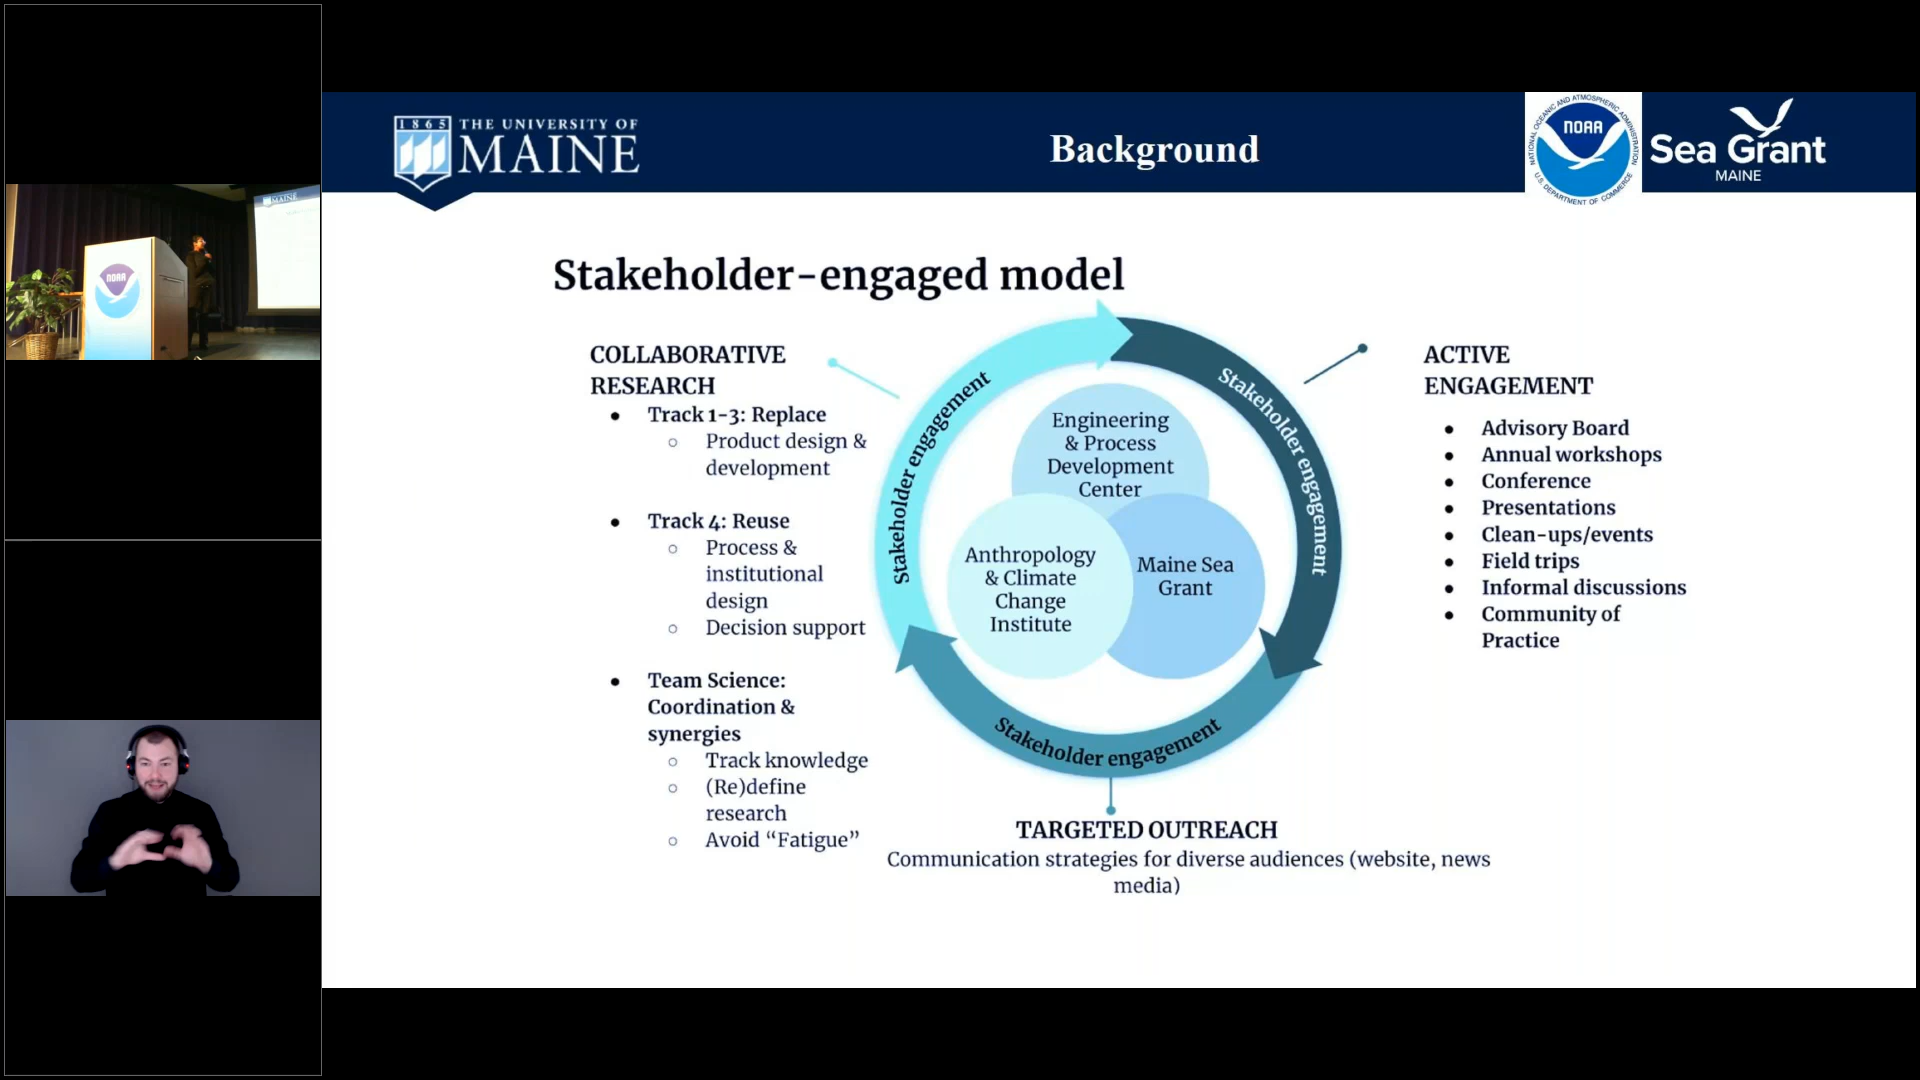 1865
THE UNIVERSITY OF
MAINE
Background
NATIONAL OCEANIC AND ATMOSPHERIC ADMINISTRATION
NOAA
U.S. DEPARTMENT OF COMMERCE
Sea Grant
MAINE
Stakeholder-engaged model
COLLABORATIVE
RESEARCH
● Track 1-3: Replace
○ Product design &
development
● Track 4: Reuse
○ Process &
institutional
design
○ Decision support
● Team Science:
Coordination &
synergies
○ Track knowledge
○ (Re)define
research
○ Avoid “Fatigue”
Stakeholder engagement
Stakeholder engagement
Stakeholder engagement
Engineering
& Process
Development
Center
Anthropology
& Climate
Change
Institute
Maine Sea
Grant
TARGETED OUTREACH
Communication strategies for diverse audiences (website, news
media)
ACTIVE
ENGAGEMENT
● Advisory Board
● Annual workshops
● Conference
● Presentations
● Clean-ups/events
● Field trips
● Informal discussions
● Community of
Practice
NOAA
MAINE